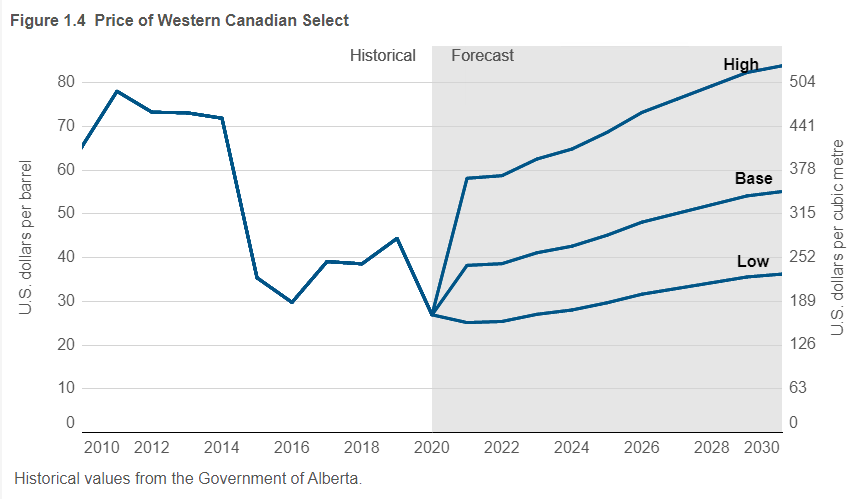 Figure 1.4 Price of Western Canadian Select
Historical
Forecast
High
Base
Low
U.S. dollars per barrel
80
70
60
50
40
30
20
10
0
504
441
378
315
252
189
126
63
0
U.S. dollars per cubic metre
2010 2012 2014 2016 2018 2020 2022 2024 2026 2028 2030
Historical values from the Government of Alberta.